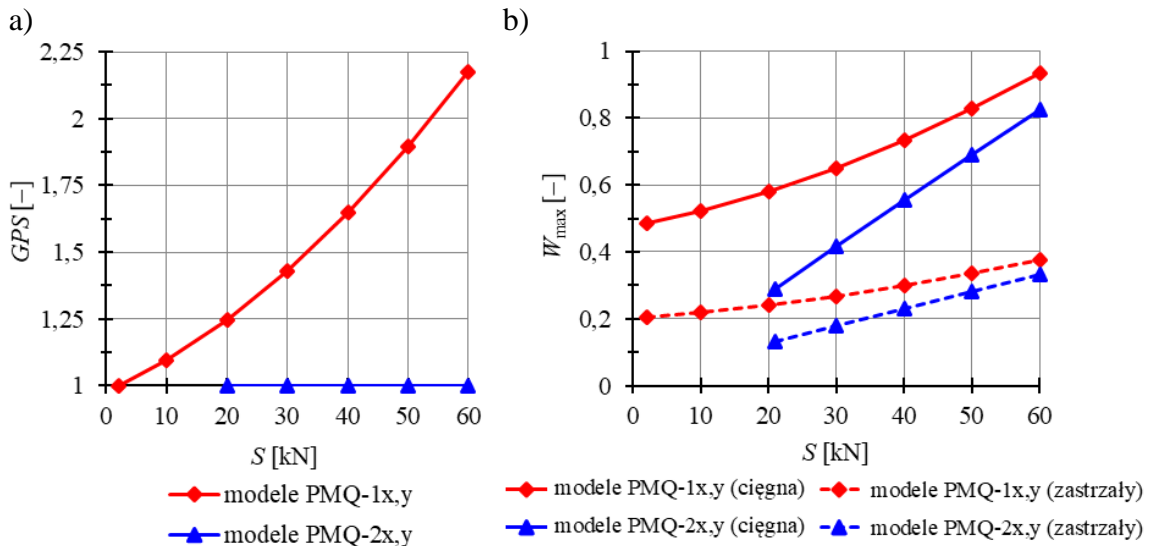 a)
2,25
2
1,75
1,5
1,25
1
GPS [−]
0 10 20 30 40 50 60
S [kN]
modele PMQ-1x,y
modele PMQ-2x,y
b)
1
0,8
0,6
0,4
0,2
0
Wmax [−]
0 10 20 30 40 50 60
S [kN]
modele PMQ-1x,y (cięgna) modele PMQ-1x,y (zastrzały)
modele PMQ-2x,y (cięgna) modele PMQ-2x,y (zastrzały)